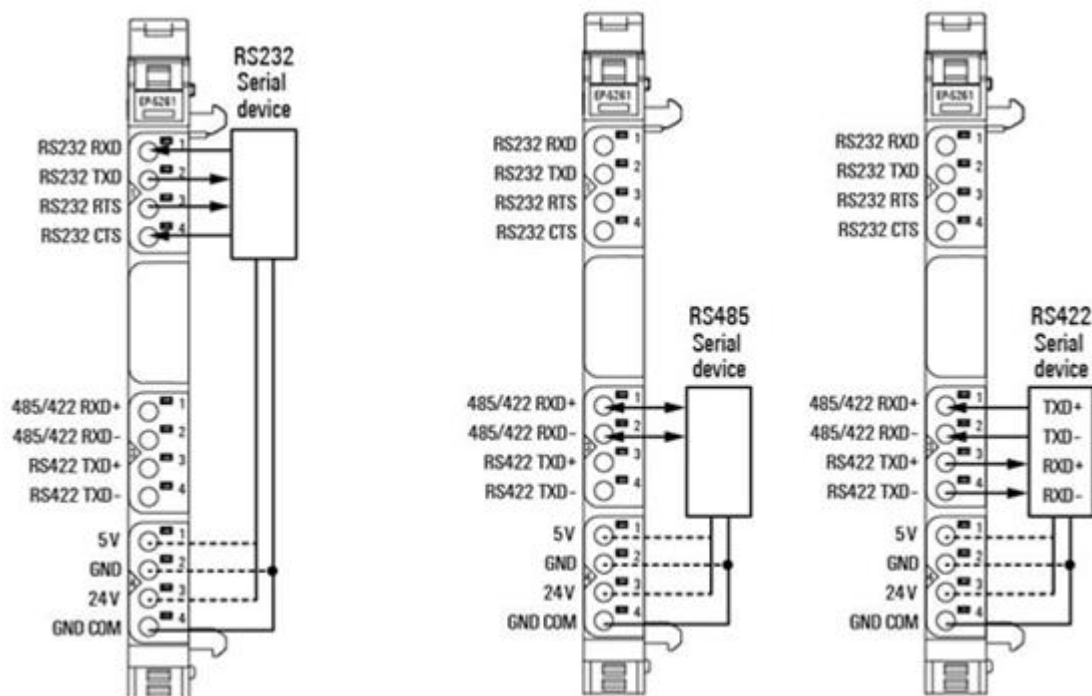 RS232
Serial
device
EP-5261
RS232 RXD
1
RS232 TXD
2
RS232 RTS
3
RS232 CTS
4
485/422 RXD+
1
485/422 RXD-
2
RS422 TXD+
3
RS422 TXD-
4
5V
1
GND
2
24V
3
GND COM
4
EP-5261
RS232 RXD
1
RS232 TXD
2
RS232 RTS
3
RS232 CTS
4
RS485
Serial
device
485/422 RXD+
1
485/422 RXD-
2
RS422 TXD+
3
RS422 TXD-
4
5V
1
GND
2
24V
3
GND COM
4
EP-5261
RS232 RXD
1
RS232 TXD
2
RS232 RTS
3
RS232 CTS
4
RS422
Serial
device
485/422 RXD+
1
TXD+
485/422 RXD-
2
TXD-
RS422 TXD+
3
RXD+
RS422 TXD-
4
RXD-
5V
1
GND
2
24V
3
GND COM
4